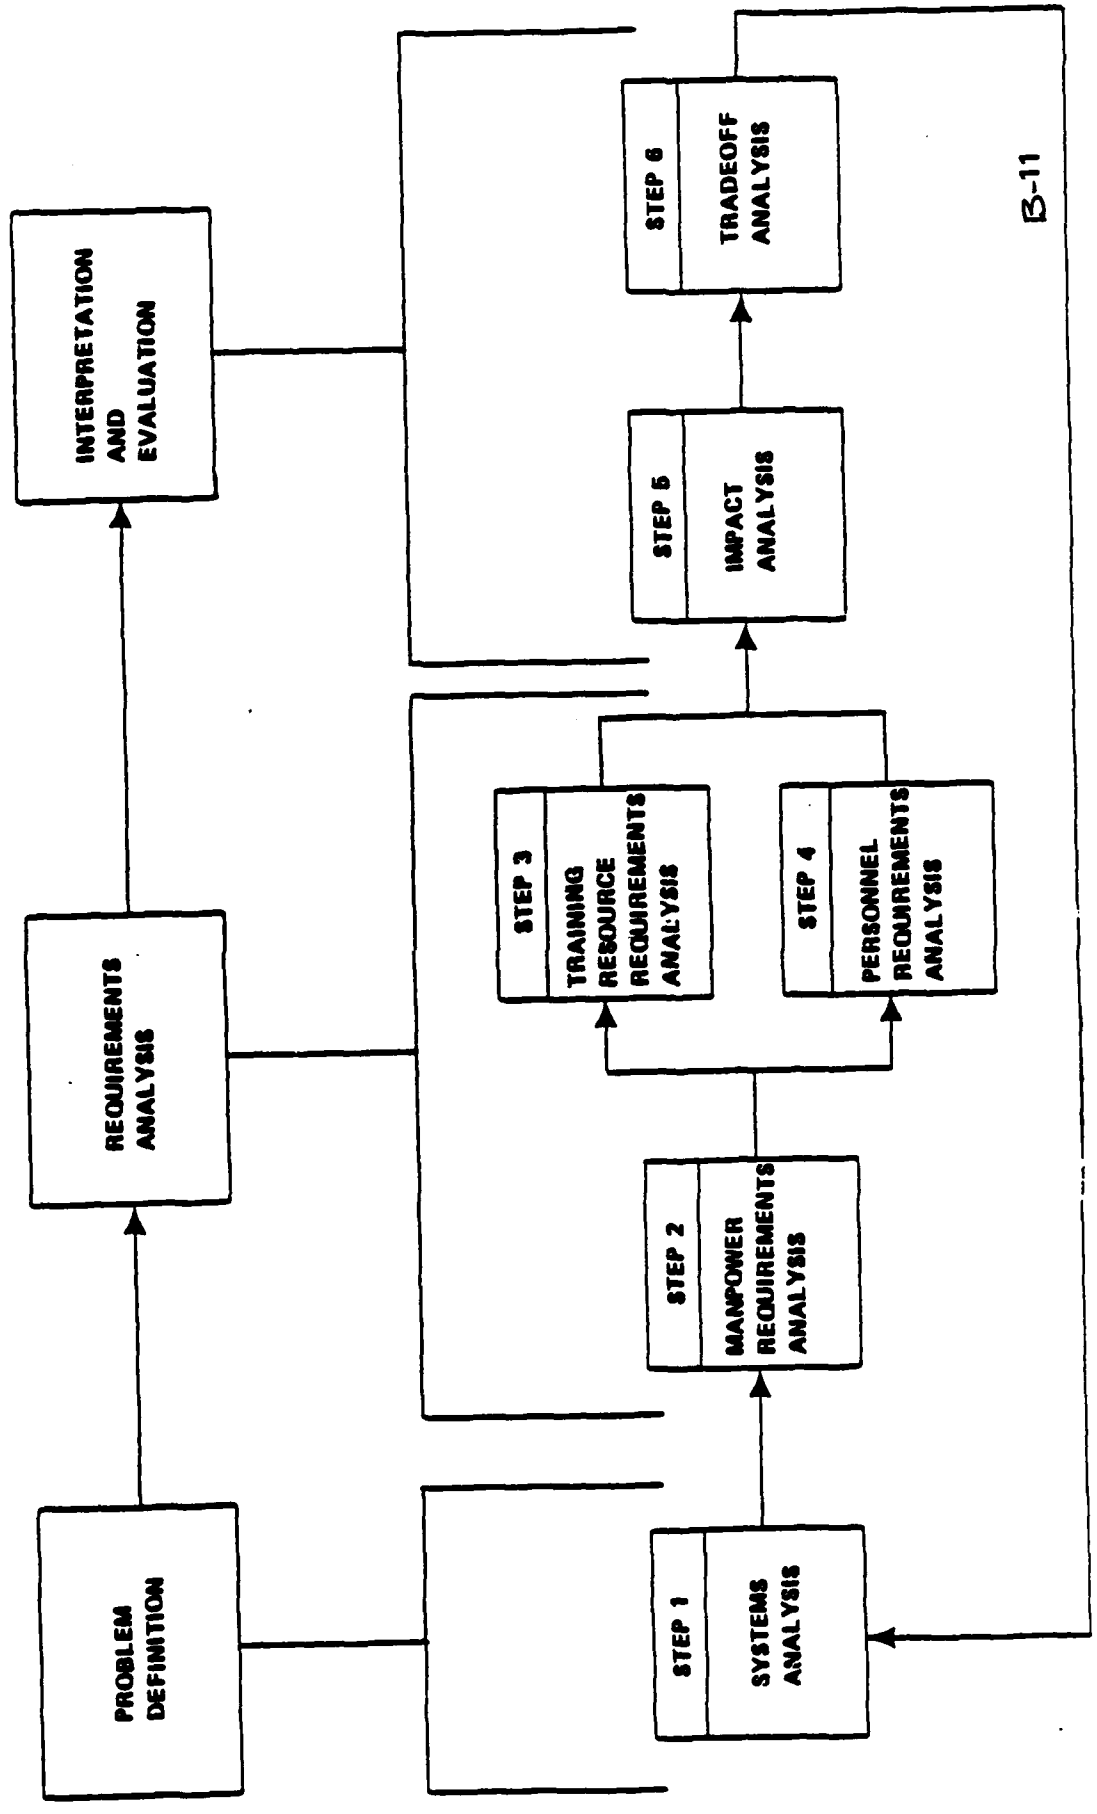 PROBLEM
DEFINITION
REQUIREMENTS
ANALYSIS
INTERPRETATION
AND
EVALUATION
STEP 1
SYSTEMS
ANALYSIS
STEP 2
MANPOWER
REQUIREMENTS
ANALYSIS
STEP 3
TRAINING
RESOURCE
REQUIREMENTS
ANALYSIS
STEP 4
PERSONNEL
REQUIREMENTS
ANALYSIS
STEP 5
IMPACT
ANALYSIS
STEP 6
TRADEOFF
ANALYSIS
B-11